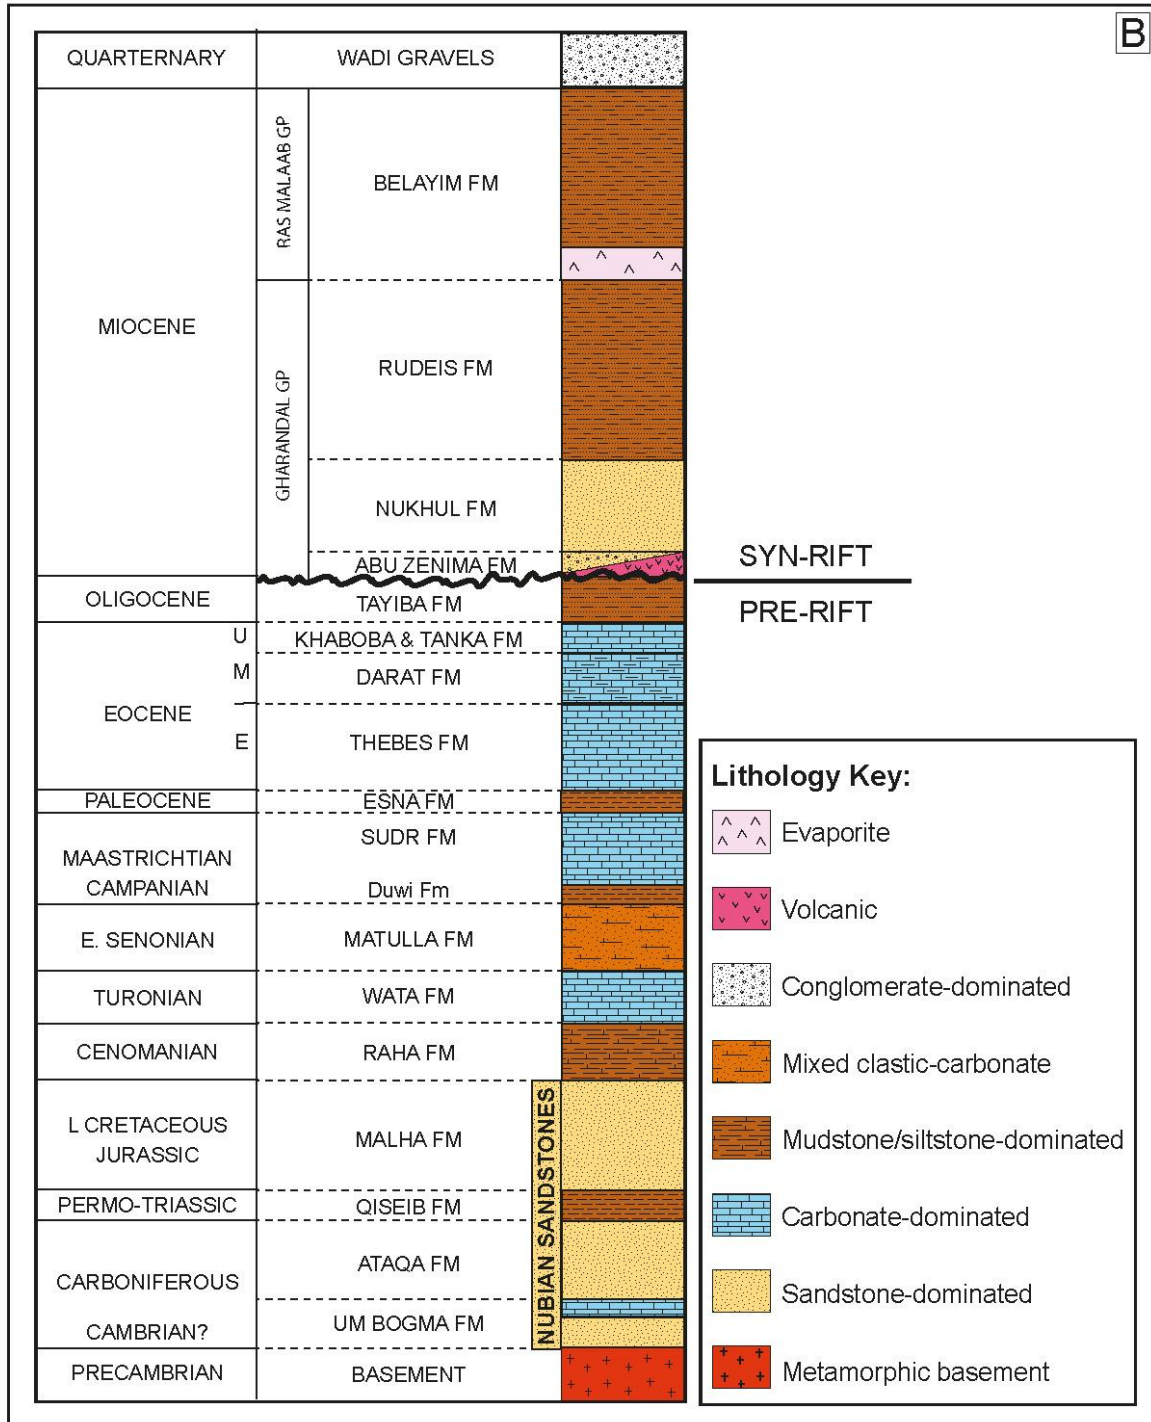 B
QUARTERNARY
WADI GRAVELS
MIOCENE
RAS MALAAB GP
BELAYIM FM
GHARANDAL GP
RUDEIS FM
NUKHUL FM
ABU ZENIMA FM
SYN-RIFT
PRE-RIFT
OLIGOCENE
TAYIBA FM
EOCENE
U
KHABOBA & TANKA FM
M
DARAT FM
E
THEBES FM
PALEOCENE
ESNA FM
MAASTRICHTIAN
CAMPANIAN
SUDR FM
Duwi Fm
E. SENONIAN
MATULLA FM
TURONIAN
WATA FM
CENOMANIAN
RAHA FM
L CRETACEOUS
JURASSIC
MALHA FM
NUBIAN SANDSTONES
PERMO-TRIASSIC
QISEIB FM
CARBONIFEROUS
ATAQA FM
CAMBRIAN?
UM BOGMA FM
PRECAMBRIAN
BASEMENT
Lithology Key:
Evaporite
Volcanic
Conglomerate-dominated
Mixed clastic-carbonate
Mudstone/siltstone-dominated
Carbonate-dominated
Sandstone-dominated
Metamorphic basement